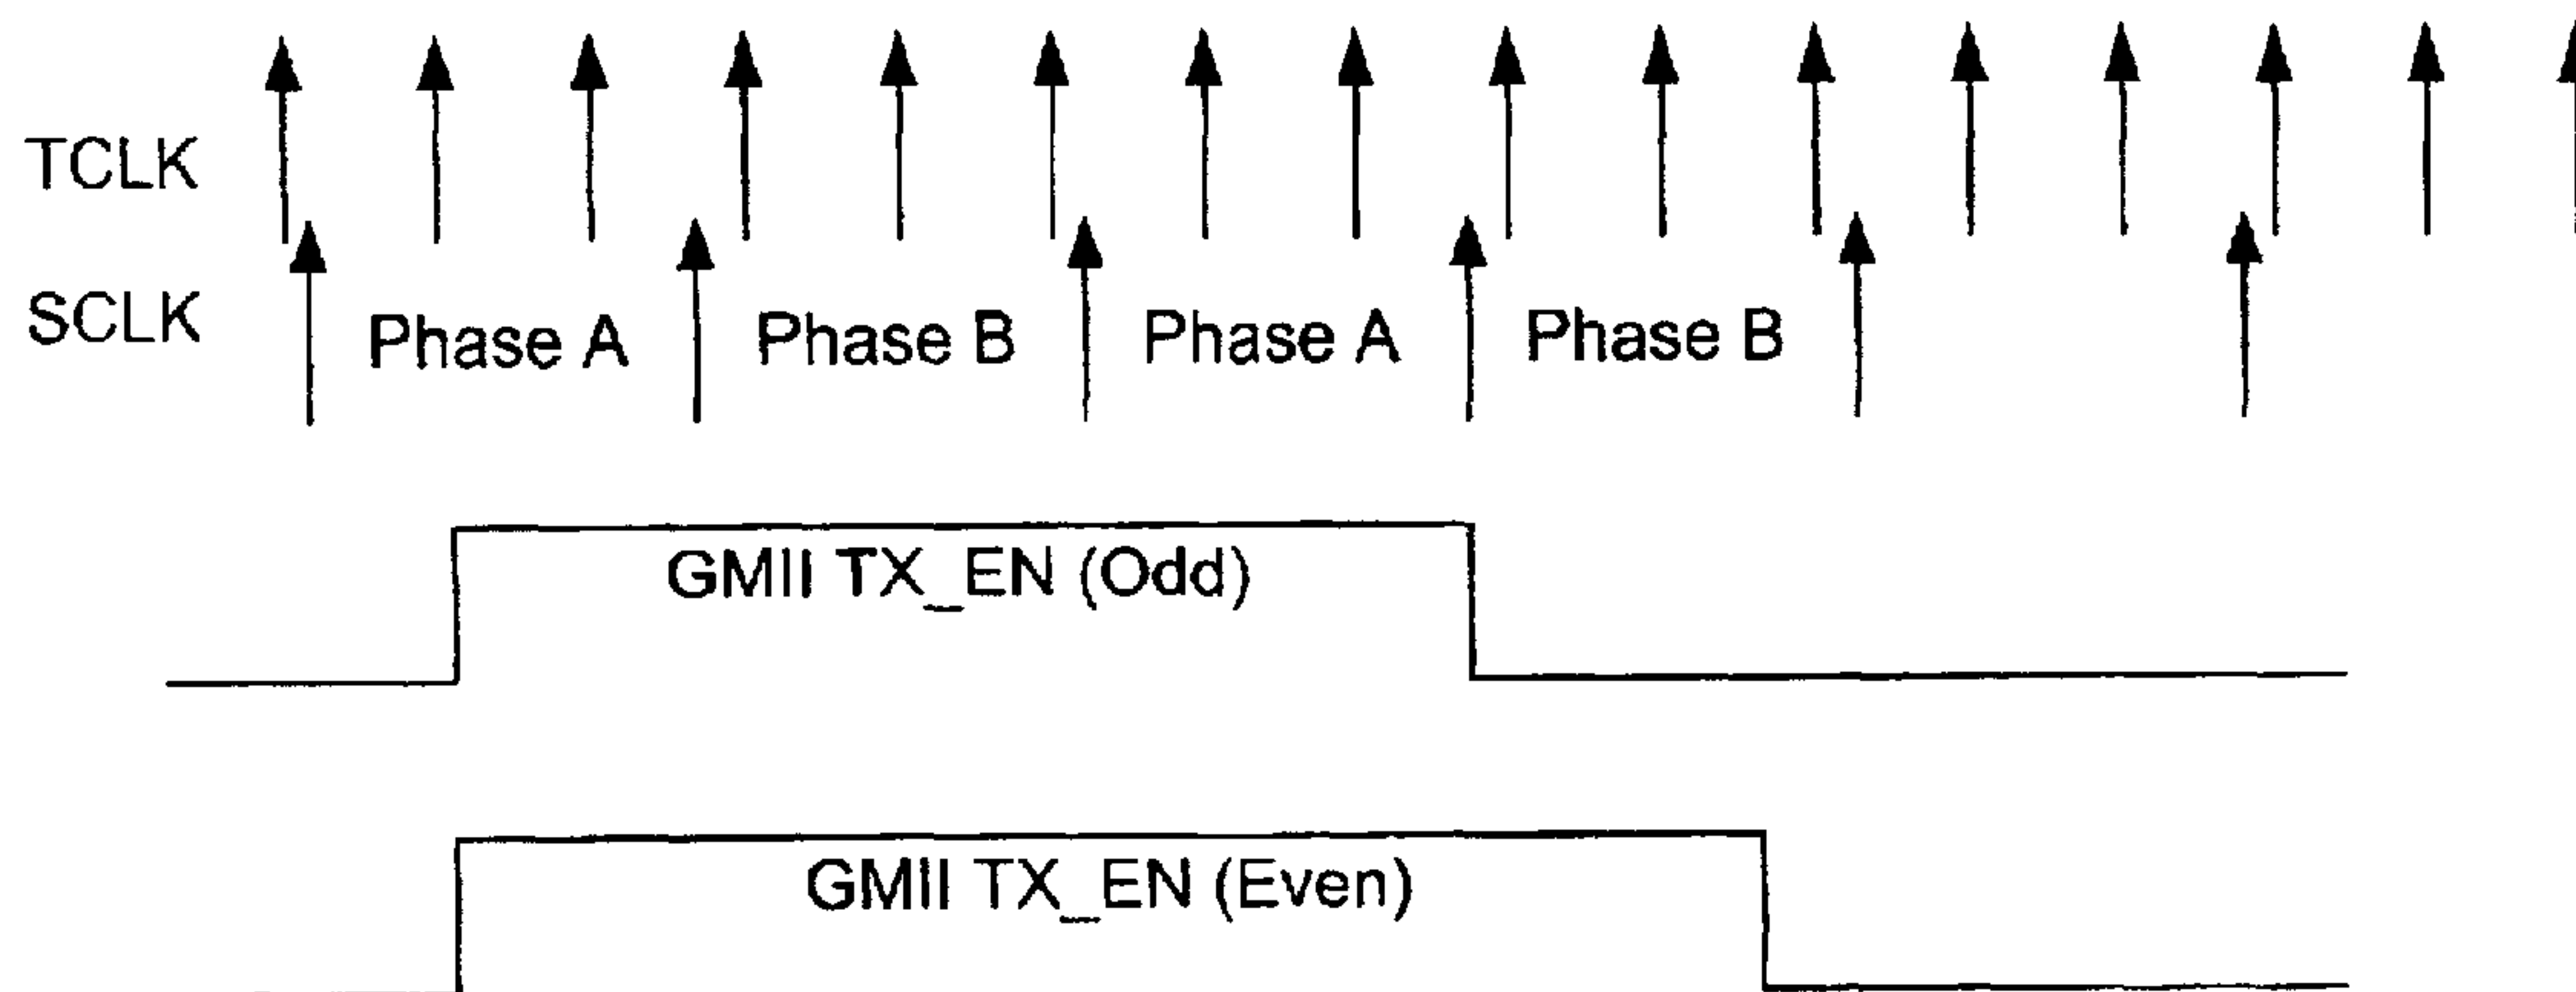 TCLK
SCLK
Phase A Phase B Phase A Phase B
GMII TX_EN (Odd)
GMII TX_EN (Even)